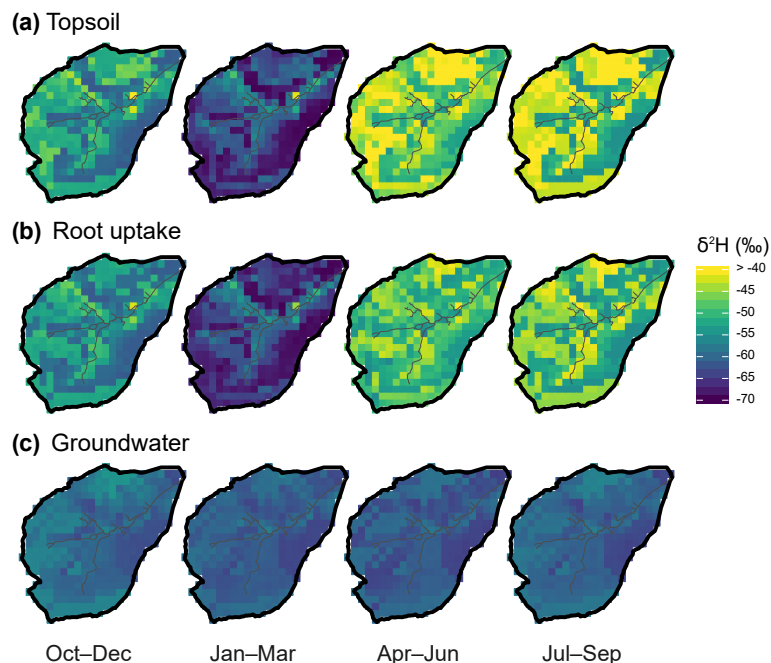 (a) Topsoil
(b) Root uptake
δ²H (‰)
> -40
-45
-50
-55
-60
-65
-70
(c) Groundwater
Oct–Dec Jan–Mar Apr–Jun Jul–Sep